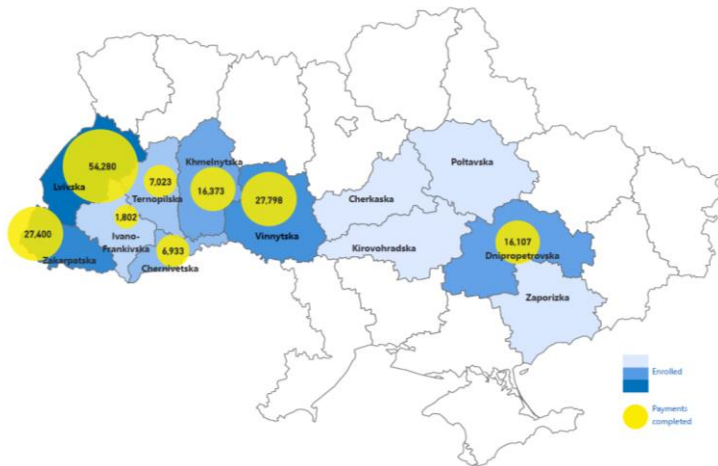 Poltavska
Khmelnytska
54,280
7,023
16,373
Lvivska
Ternopilska
Cherkaska
27,798
1,802
27,400
Ivano-
Frankivska
Vinnytska
Kirovohradska
16,107
6,933
Dnipropetrovska
Zakarpatska
Chernivetska
Zaporizka
Enrolled
Payments
completed